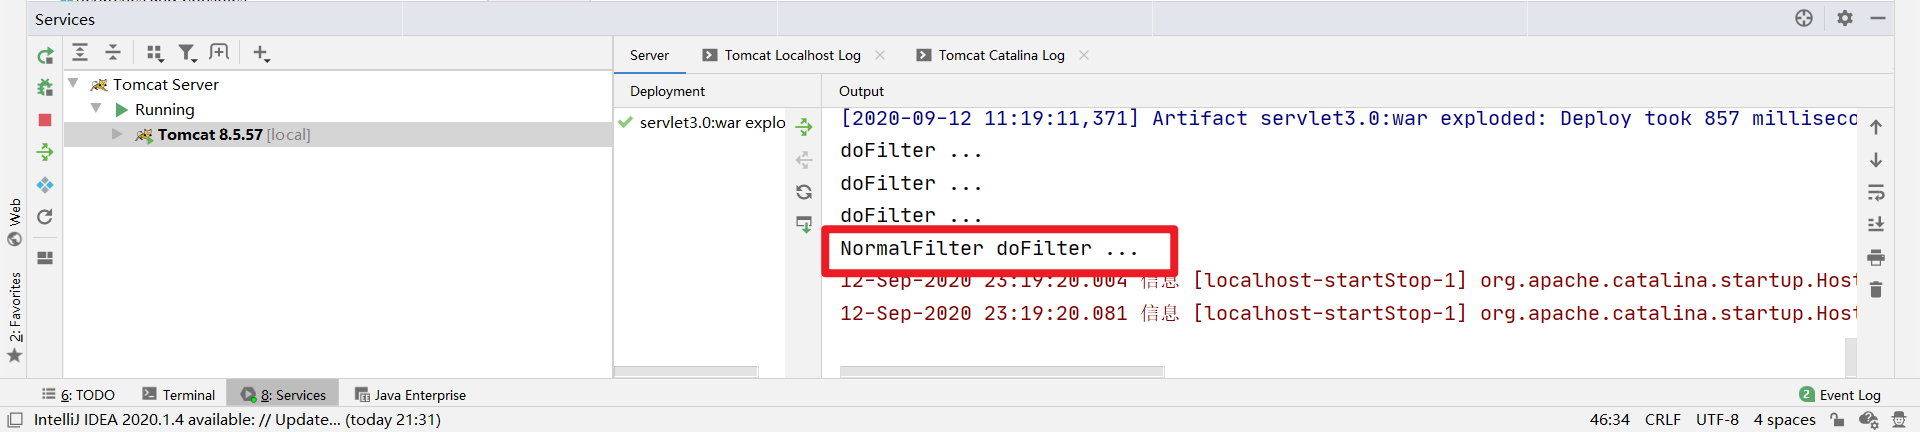 Services
Server
Tomcat Localhost Log
Tomcat Catalina Log
Tomcat Server
Running
Tomcat 8.5.57 [local]
Deployment
Output
servlet3.0:war explo
[2020-09-12 11:19:11,371] Artifact servlet3.0:war exploded: Deploy took 857 milliseco
doFilter ...
doFilter ...
doFilter ...
NormalFilter doFilter ...
12-Sep-2020 23:19:20.004 信息 [localhost-startStop-1] org.apache.catalina.startup.Host
12-Sep-2020 23:19:20.081 信息 [localhost-startStop-1] org.apache.catalina.startup.Host
Web
2: Favorites
6: TODO
Terminal
8: Services
Java Enterprise
2 Event Log
IntelliJ IDEA 2020.1.4 available: // Update... (today 21:31)
46:34 CRLF UTF-8 4 spaces